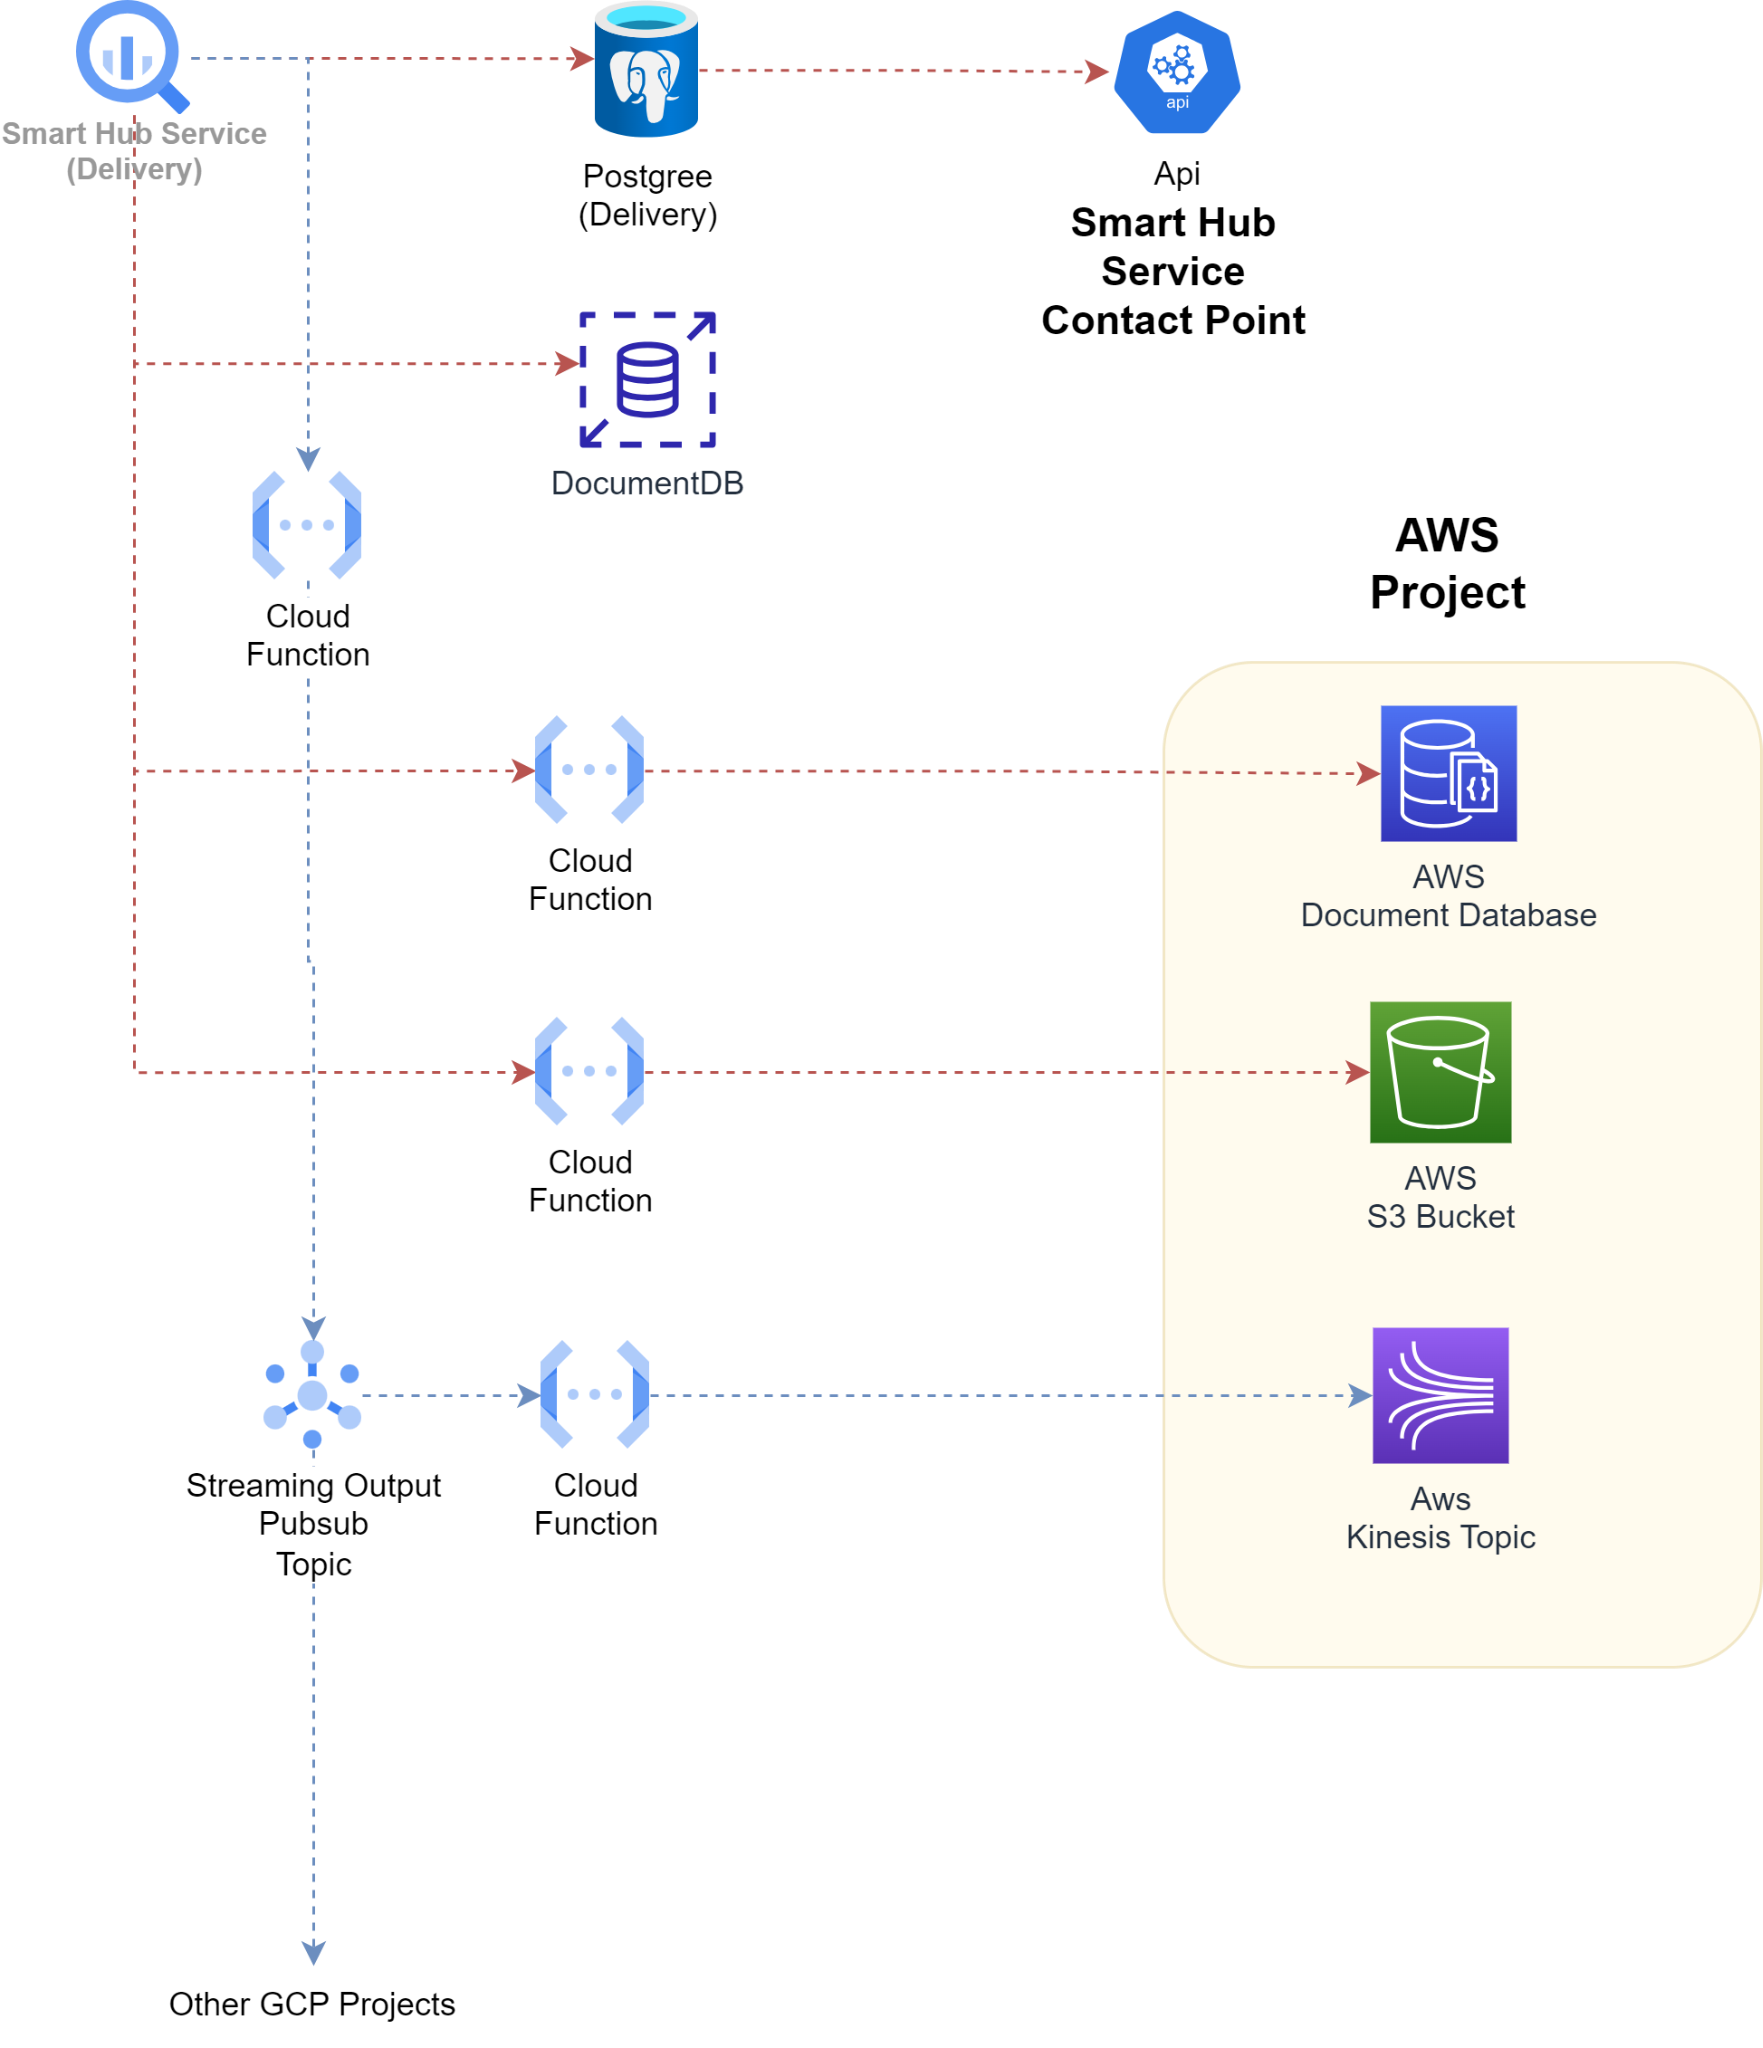 Smart Hub Service
(Delivery)
Postgree
(Delivery)
api
Api
Smart Hub
Service
Contact Point
DocumentDB
Cloud
Function
AWS
Project
Cloud
Function
{}
AWS
Document Database
Cloud
Function
AWS
S3 Bucket
Streaming Output
Pubsub
Topic
Cloud
Function
Aws
Kinesis Topic
Other GCP Projects